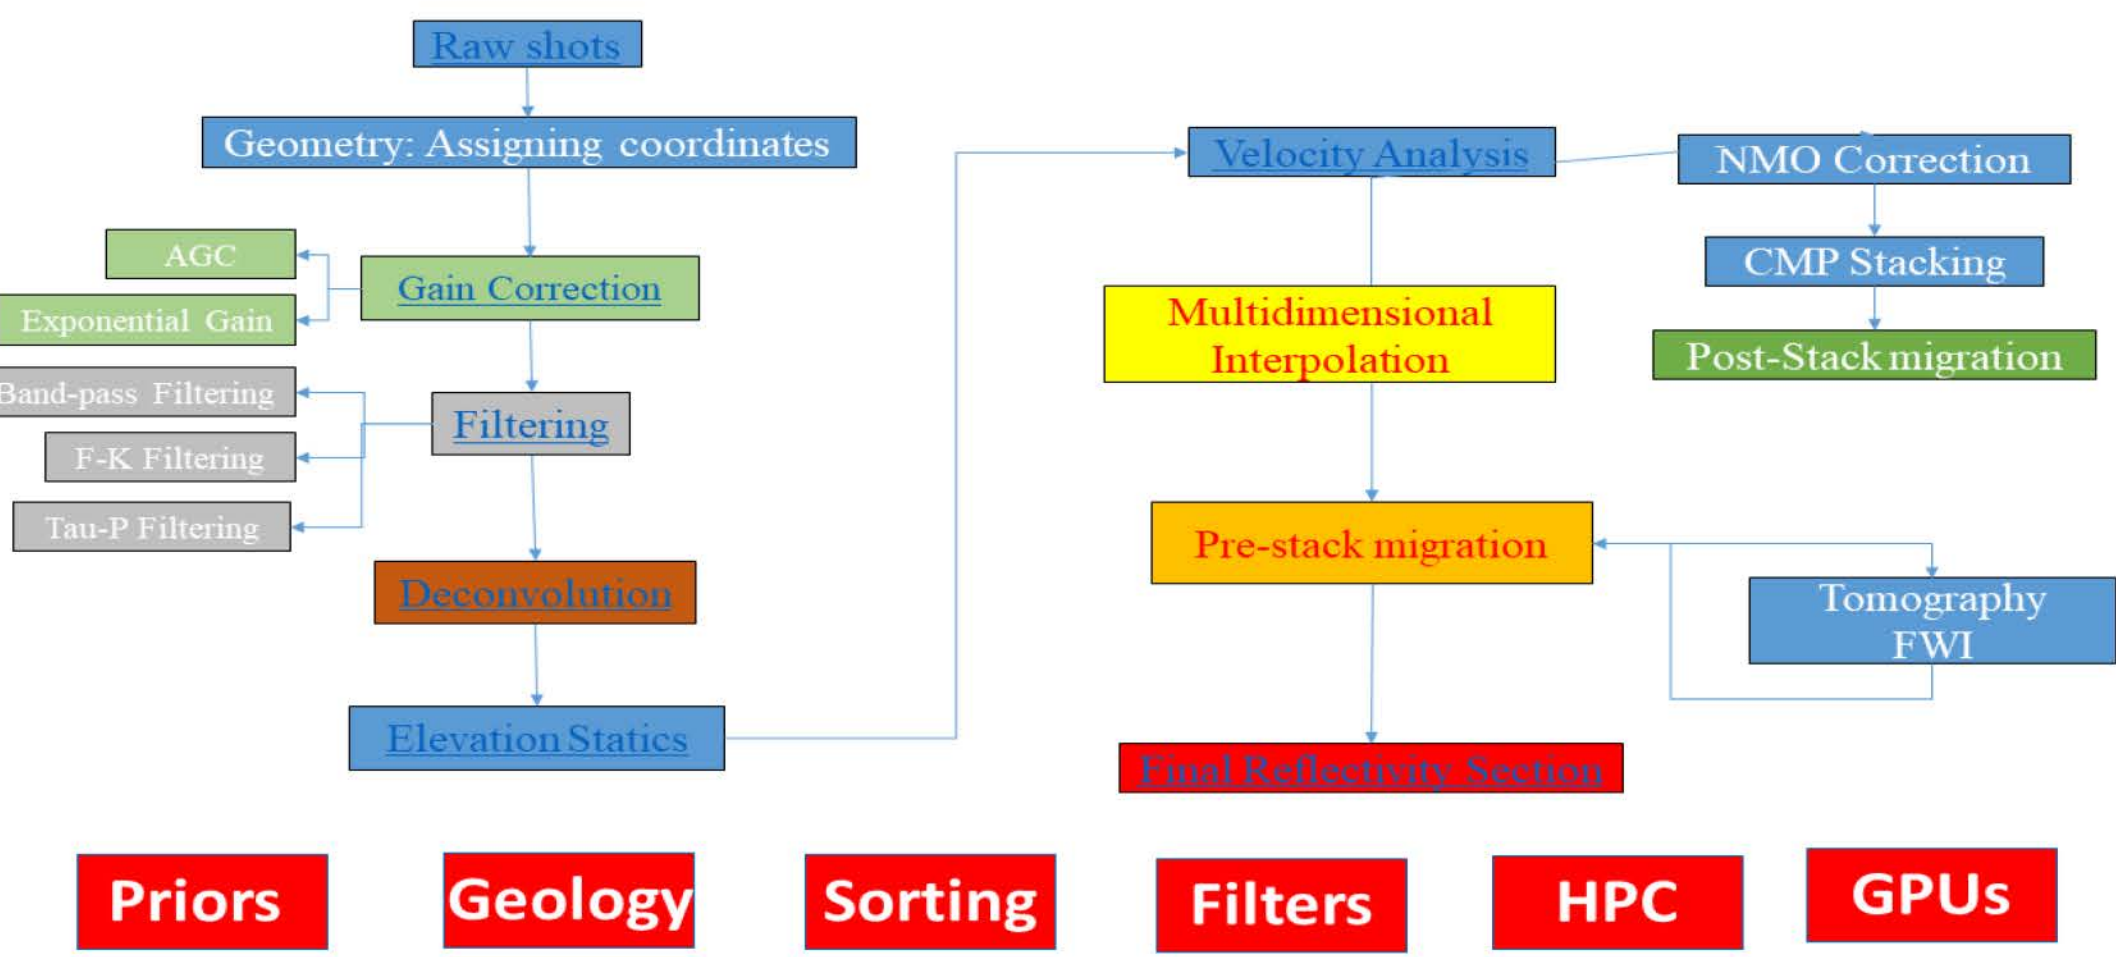 Raw shots
Geometry: Assigning coordinates
AGC
Gain Correction
Exponential Gain
Band-pass Filtering
Filtering
F-K Filtering
Tau-P Filtering
Deconvolution
Elevation Statics
Velocity Analysis
NMO Correction
CMP Stacking
Multidimensional
Interpolation
Post-Stack migration
Pre-stack migration
Tomography
FWI
Final Reflectivity Section
Priors
Geology
Sorting
Filters
HPC
GPUs